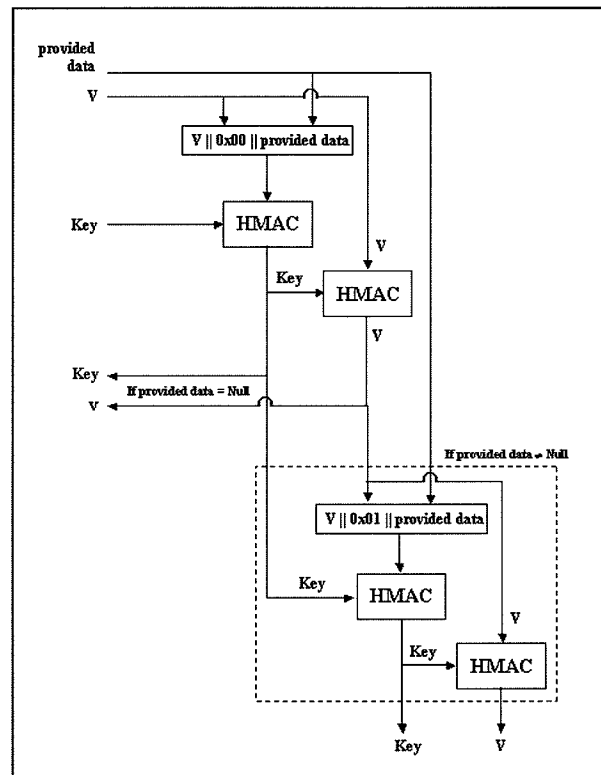 provided
data
V
V || 0x00 || provided data
Key
HMAC
V
Key
HMAC
V
Key
If provided data = Null
V
If provided data ≠ Null
V || 0x01 || provided data
Key
HMAC
V
Key
HMAC
Key
V